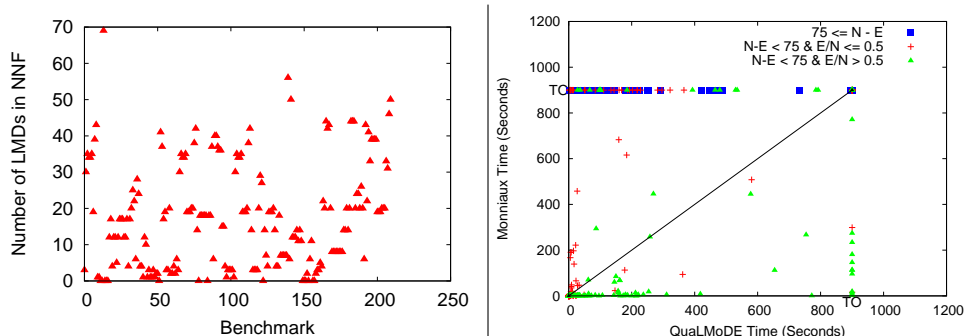 Number of LMDs in NNF
70
60
50
40
30
20
10
0
0 50 100 150 200 250
Benchmark
Monniaux Time (Seconds)
1200
1000
TO
800
600
400
200
0
75 <= N - E
N-E < 75 & E/N <= 0.5
N-E < 75 & E/N > 0.5
TO
0 200 400 600 800 1000 1200
QuaLMoDE Time (Seconds)